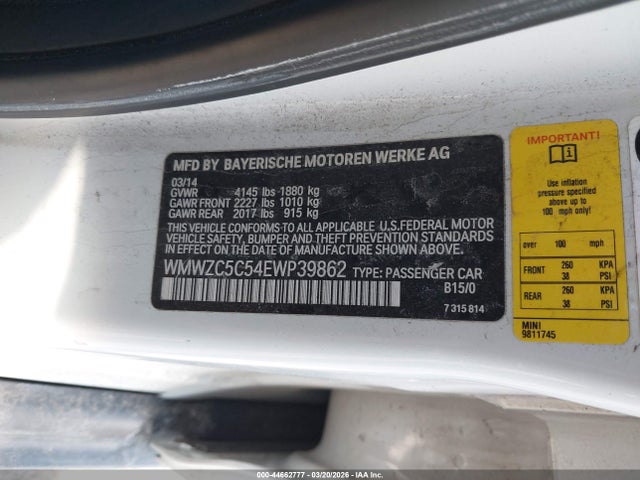 MFD BY BAYERISCHE MOTOREN WERKE AG
03/14
GVWR 4145 lbs 1880 kg
GAWR FRONT 2227 lbs 1010 kg
GAWR REAR 2017 lbs 915 kg
THIS VEHICLE CONFORMS TO ALL APPLICABLE U.S.FEDERAL MOTOR
VEHICLE SAFETY, BUMPER AND THEFT PREVENTION STANDARDS IN
EFFECT ON THE DATE OF MANUFACTURE SHOWN ABOVE.
WMWZC5C54EWP39862 TYPE: PASSENGER CAR
B15/0
7 315 814
IMPORTANT!
Use inflation
pressure specified
for speeds above
up to
100 mph only!
over 100 mph
FRONT 260 KPA
38 PSI
REAR 260 KPA
38 PSI
MINI
9811745
000-44662777 - 03/20/2026 - IAA Inc. Copyright